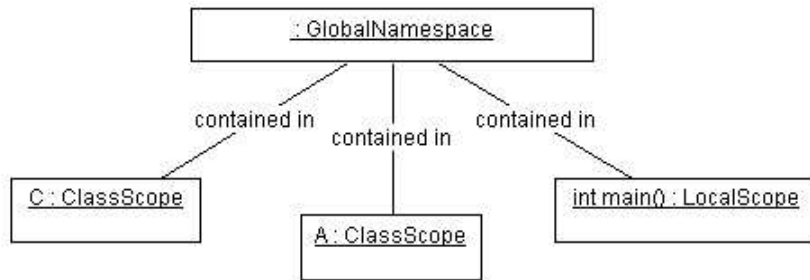 : GlobalNamespace
contained in
contained in
contained in
C : ClassScope
A : ClassScope
int main() : LocalScope